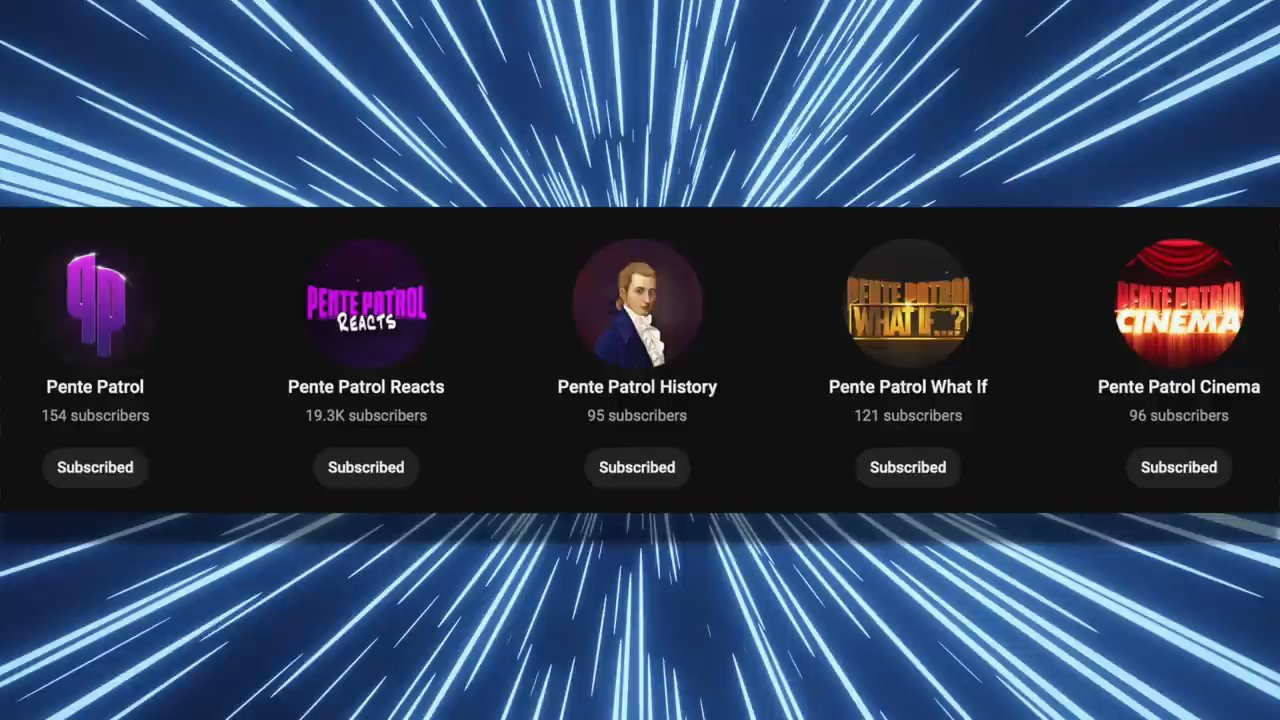 PENTE PATROL
REACTS
PENTE PATROL
WHAT IF...?
PENTE PATROL
CINEMA
Pente Patrol
Pente Patrol Reacts
Pente Patrol History
Pente Patrol What If
Pente Patrol Cinema
154 subscribers
19.3K subscribers
95 subscribers
121 subscribers
96 subscribers
Subscribed
Subscribed
Subscribed
Subscribed
Subscribed